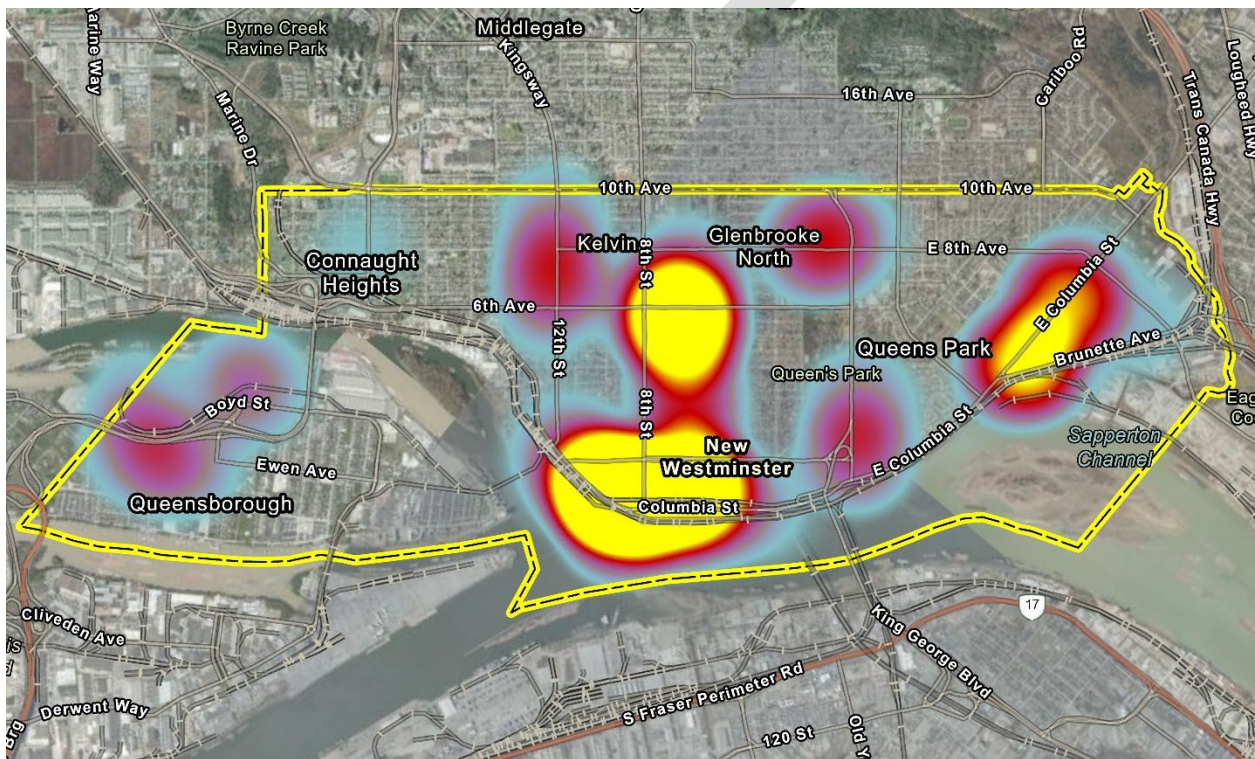 Byrne Creek
Ravine Park
Middlegate
Marine Way
Kingsway
Cariboo Rd
16th Ave
Trans Canada Hwy
Lougheed Hwy
Marine Dr
10th Ave
10th Ave
Connaught
Heights
Kelvin
8th St
Glenbrooke
North
E 8th Ave
E Columbia St
6th Ave
12th St
Queens Park
Brunette Ave
Queen's Park
Boyd St
8th St
New
Westminster
E Columbia St
Sapperton
Channel
Ewen Ave
Queensborough
Columbia St
17
Cliveden Ave
King George Blvd
S Fraser Perimeter Rd
Derwent Way
Brg
120 St
Old Y